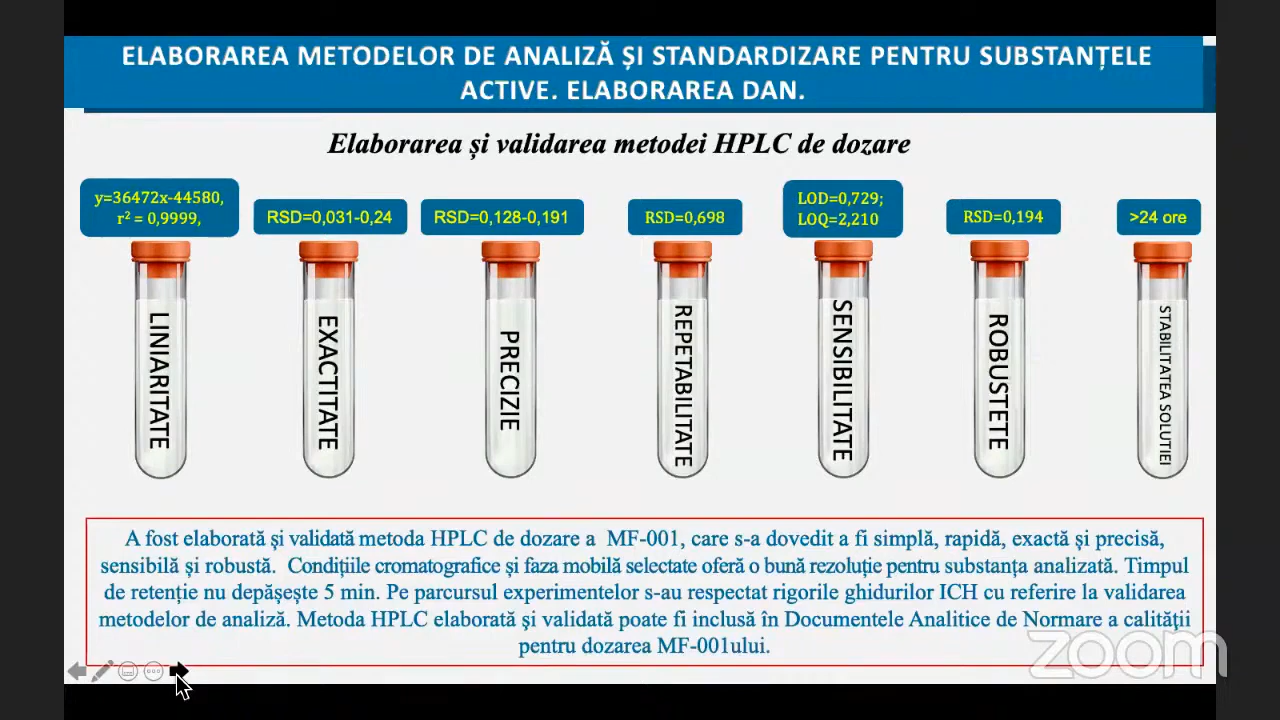 ELABORAREA METODELOR DE ANALIZĂ ȘI STANDARDIZARE PENTRU SUBSTANȚELE
ACTIVE. ELABORAREA DAN.
Elaborarea și validarea metodei HPLC de dozare
y=36472x-44580,
r² = 0,9999,
RSD=0,031-0,24
RSD=0,128-0,191
RSD=0,698
LOD=0,729;
LOQ=2,210
RSD=0,194
>24 ore
LINIARITATE
EXACTITATE
PRECIZIE
REPETABILITATE
SENSIBILITATE
ROBUSTETE
STABILITATEA SOLUTIEI
A fost elaborată și validată metoda HPLC de dozare a MF-001, care s-a dovedit a fi simplă, rapidă, exactă și precisă,
sensibilă și robustă. Condițiile cromatografice și faza mobilă selectate oferă o bună rezoluție pentru substanța analizată. Timpul
de retenție nu depășește 5 min. Pe parcursul experimentelor s-au respectat rigorile ghidurilor ICH cu referire la validarea
metodelor de analiză. Metoda HPLC elaborată și validată poate fi inclusă în Documentele Analitice de Normare a calității
pentru dozarea MF-001ului.
zoom